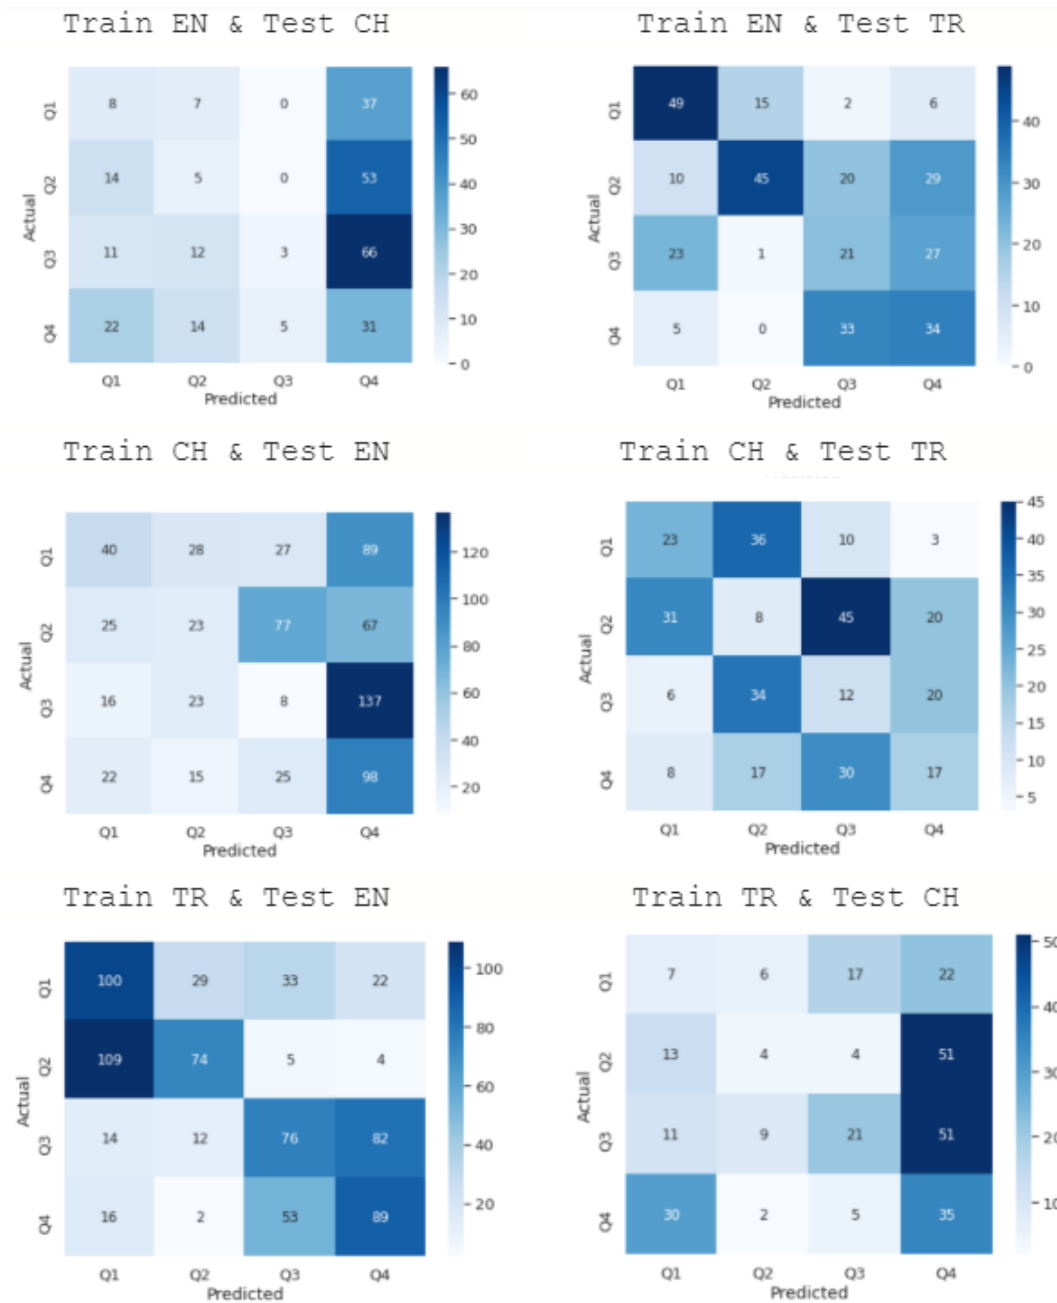 Train EN & Test CH
Q1 8 7 0 37
Q2 14 5 0 53
Q3 11 12 3 66
Q4 22 14 5 31
Actual
Q1 Q2 Q3 Q4
Predicted
60
50
40
30
20
10
0
Train EN & Test TR
Q1 49 15 2 6
Q2 10 45 20 29
Q3 23 1 21 27
Q4 5 0 33 34
Actual
Q1 Q2 Q3 Q4
Predicted
40
30
20
10
0
Train CH & Test EN
Q1 40 28 27 89
Q2 25 23 77 67
Q3 16 23 8 137
Q4 22 15 25 98
Actual
Q1 Q2 Q3 Q4
Predicted
120
100
80
60
40
20
Train CH & Test TR
Q1 23 36 10 3
Q2 31 8 45 20
Q3 6 34 12 20
Q4 8 17 30 17
Actual
Q1 Q2 Q3 Q4
Predicted
45
40
35
30
25
20
15
10
5
Train TR & Test EN
Q1 100 29 33 22
Q2 109 74 5 4
Q3 14 12 76 82
Q4 16 2 53 89
Actual
Q1 Q2 Q3 Q4
Predicted
100
80
60
40
20
Train TR & Test CH
Q1 7 6 17 22
Q2 13 4 4 51
Q3 11 9 21 51
Q4 30 2 5 35
Actual
Q1 Q2 Q3 Q4
Predicted
50
40
30
20
10